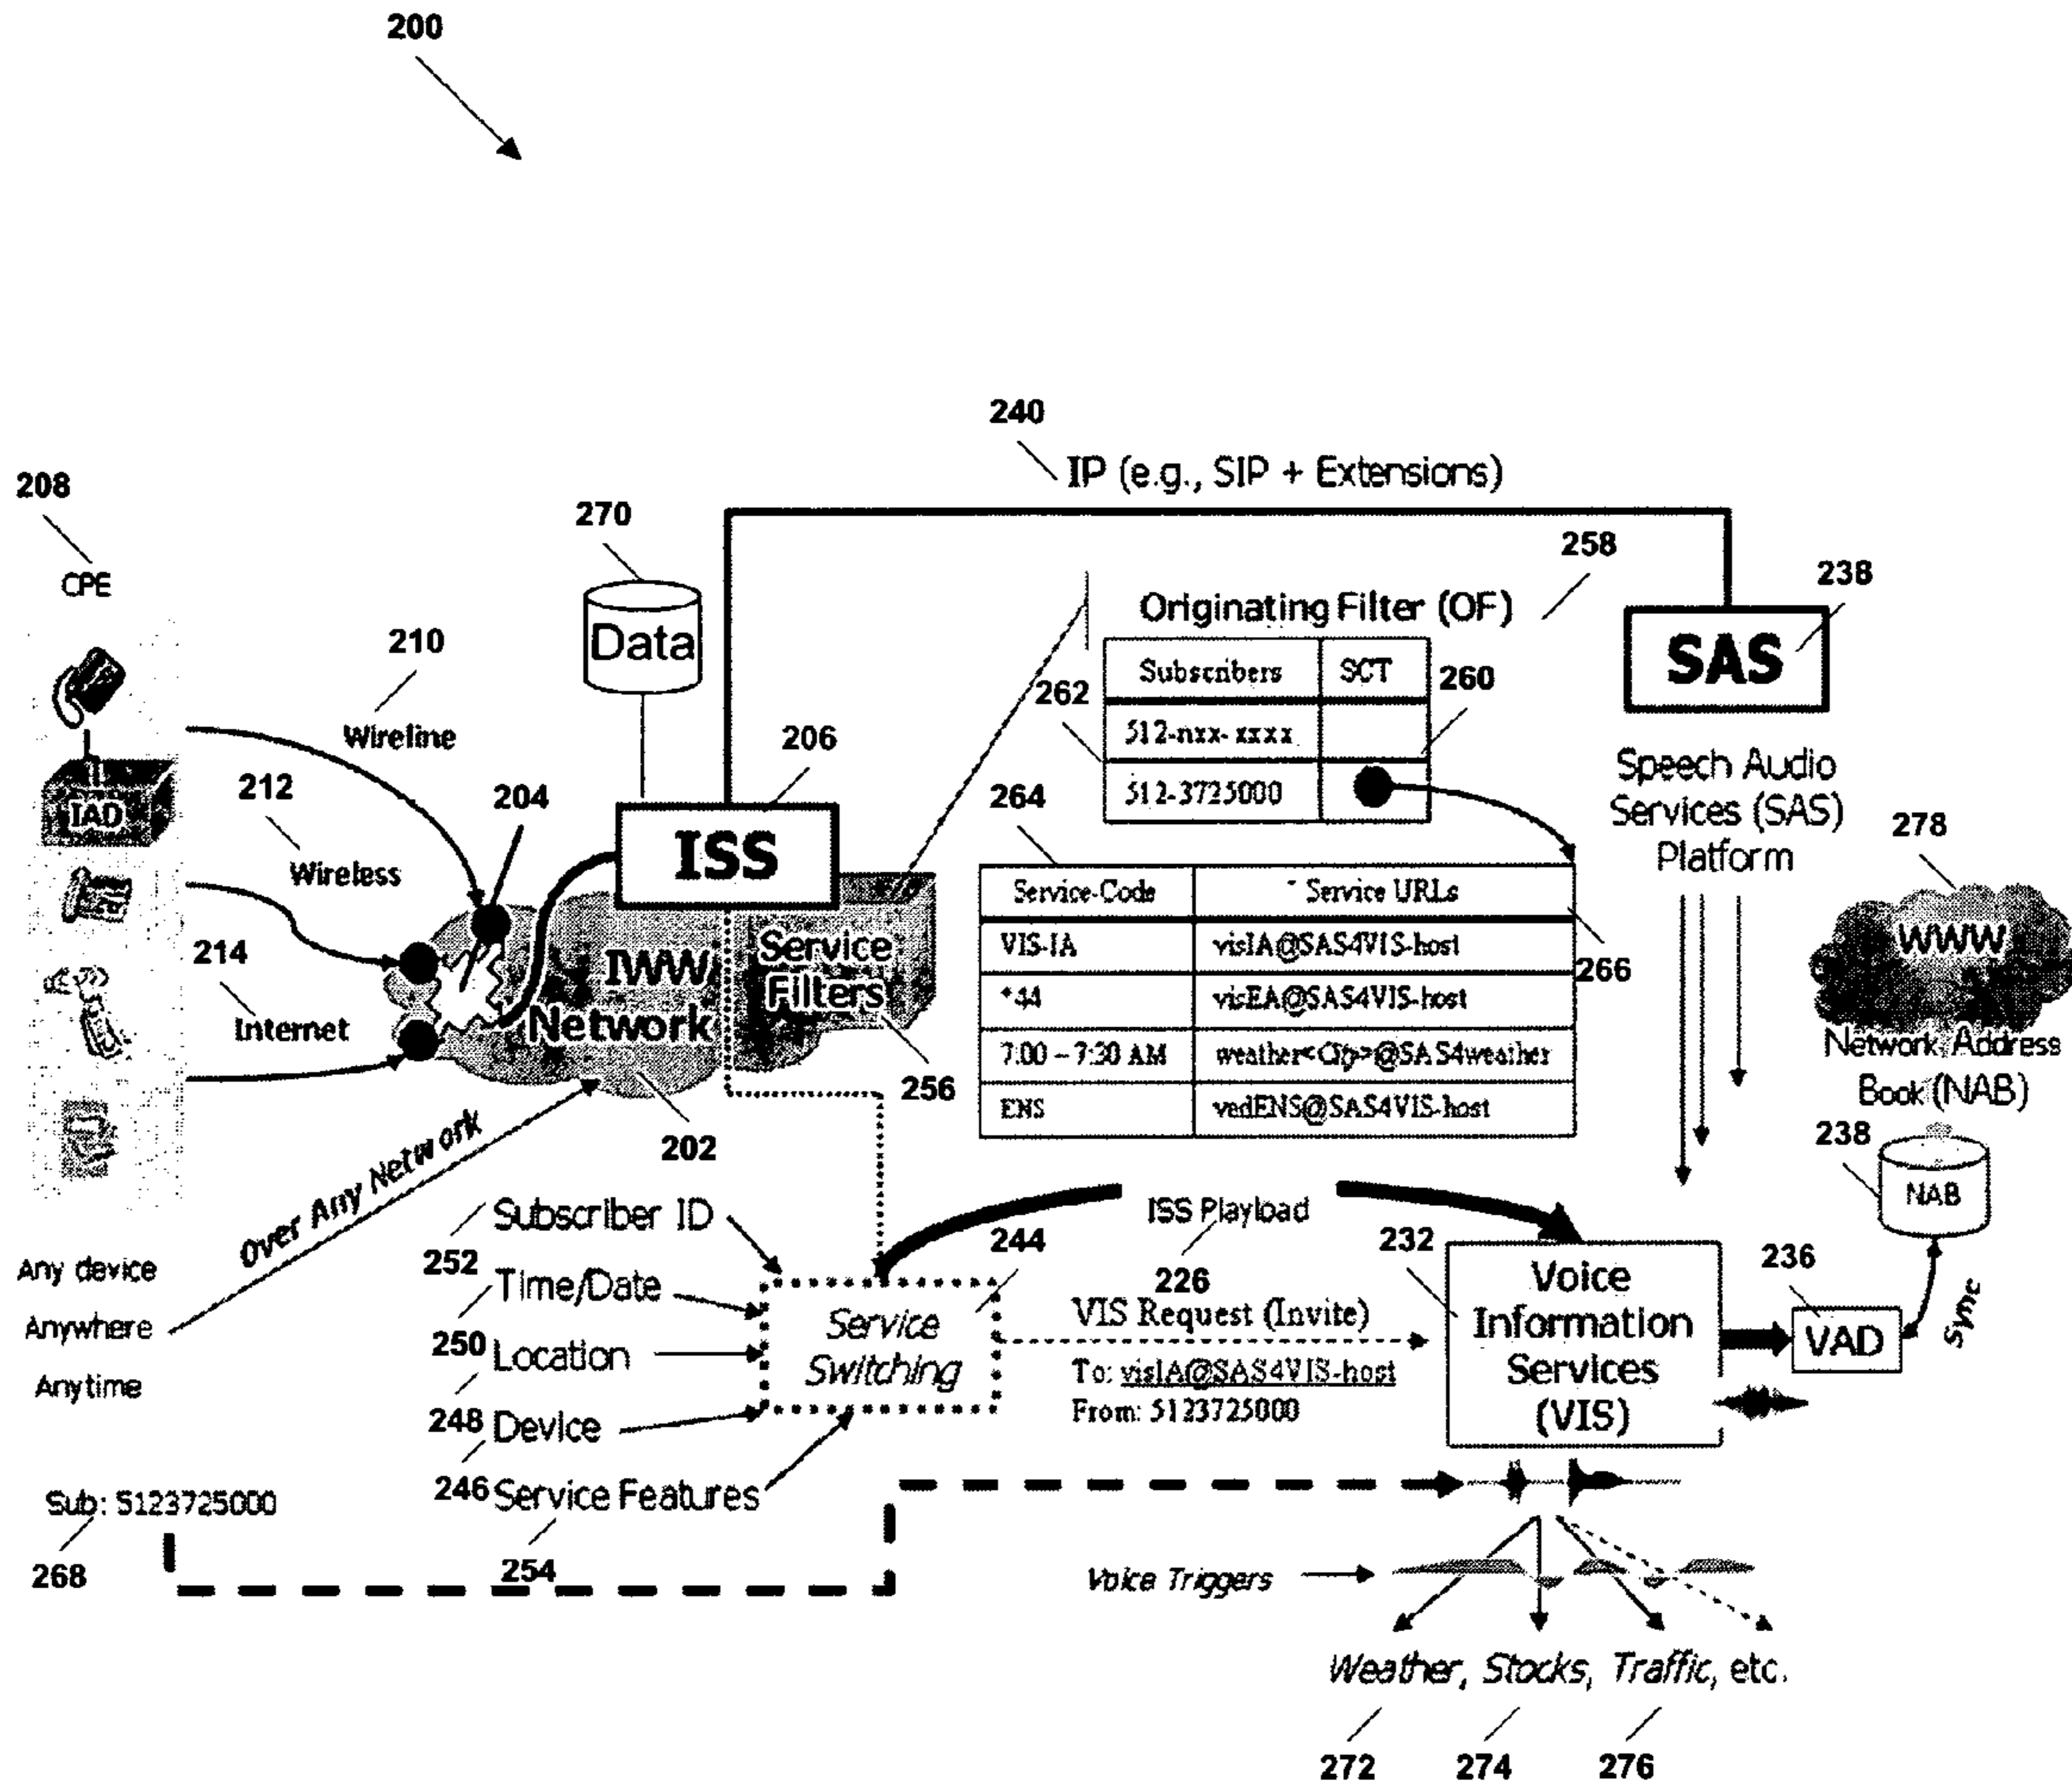 200
240
IP (e.g., SIP + Extensions)
208
CPE
270
Data
258
238
SAS
Originating Filter (OF)
Subscribers SCT
262
260
512-nxx-xxxx
512-3725000
210
Wireline
206
ISS
IAD
212
Wireless
204
264
Speech Audio
Services (SAS)
Platform
278
WWW
Service-Code Service URLs
VIS-IA visIA@SAS4VIS-host
*44 visEA@SAS4VIS-host
7:00 – 7:30 AM weather<City>@SAS4weather
ENS vedENS@SAS4VIS-host
266
214
Internet
IWW
Network
Service
Filters
256
202
Network Address
Book (NAB)
238
NAB
Over Any Network
Any device
Anywhere
Anytime
Subscriber ID
252
Time/Date
250
Location
248
Device
246
Service Features
254
244
Service
Switching
ISS Playload
226
VIS Request (Invite)
To: visIA@SAS4VIS-host
From: 5123725000
232
Voice
Information
Services
(VIS)
236
VAD
Sync
Sub: 5123725000
268
Voice Triggers
Weather, Stocks, Traffic, etc.
272
274
276